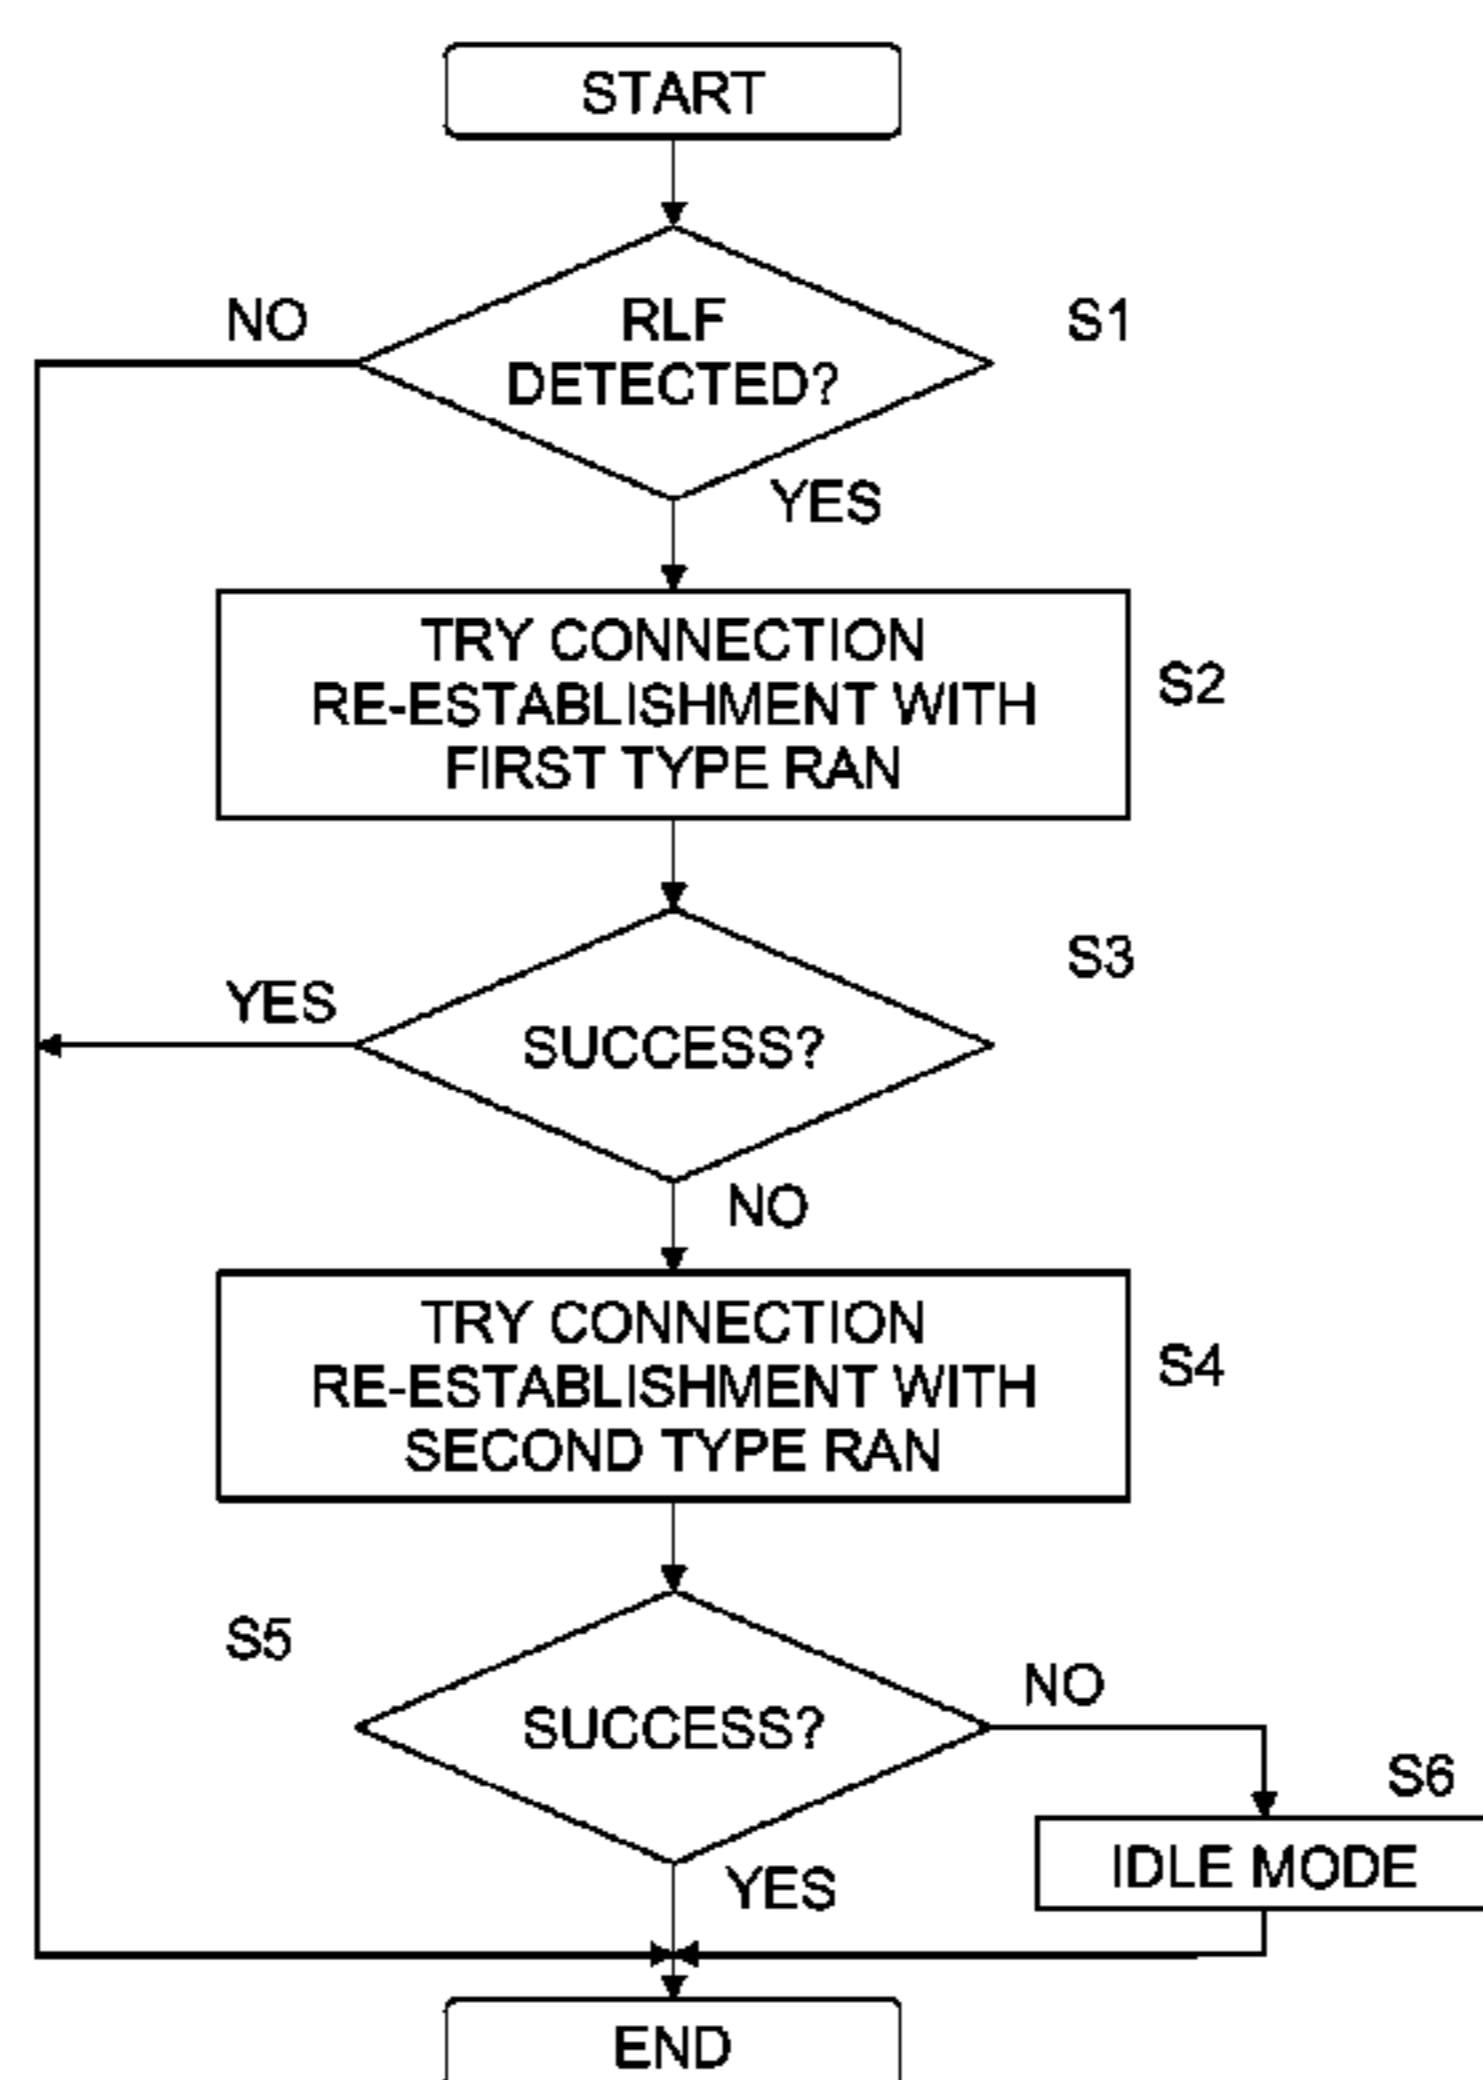 START
NO
RLF
DETECTED?
S1
YES
TRY CONNECTION
RE-ESTABLISHMENT WITH
FIRST TYPE RAN
S2
S3
YES
SUCCESS?
NO
TRY CONNECTION
RE-ESTABLISHMENT WITH
SECOND TYPE RAN
S4
S5
SUCCESS?
NO
S6
IDLE MODE
YES
END